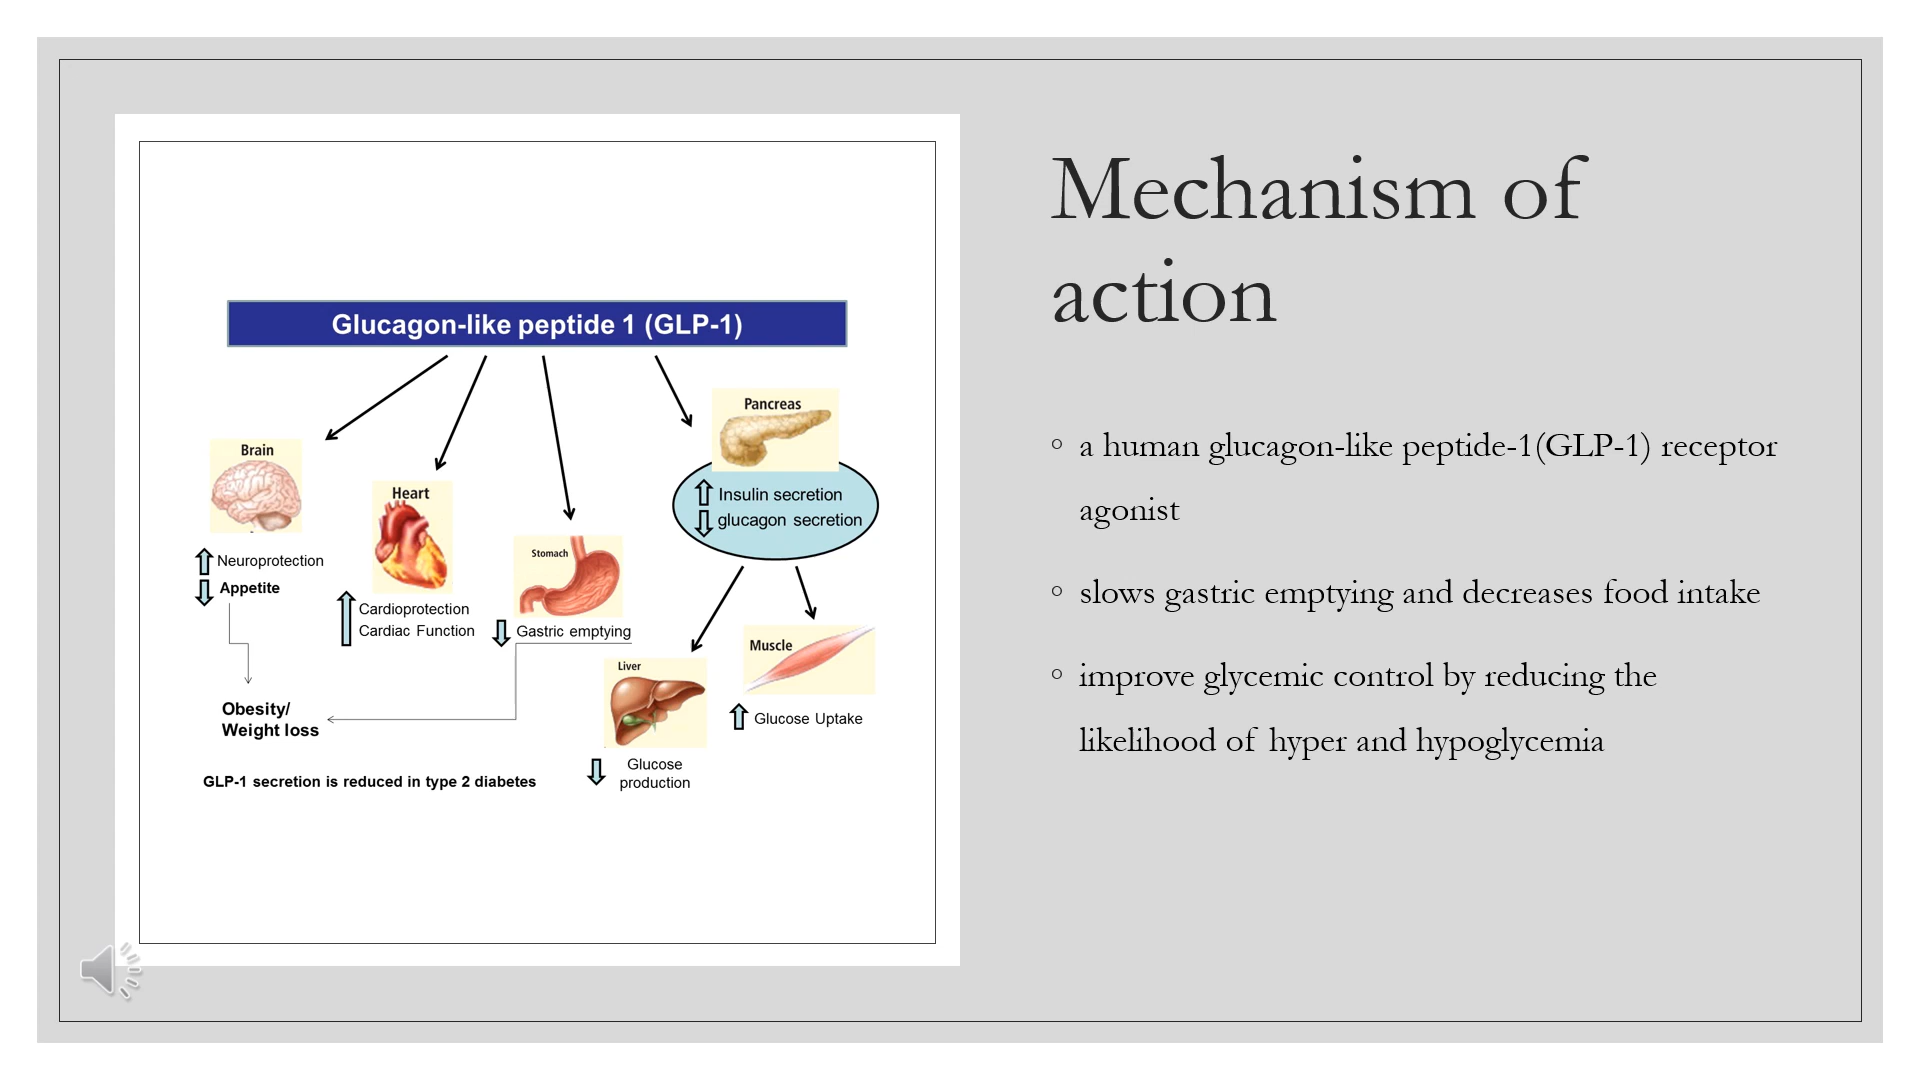 Glucagon-like peptide 1 (GLP-1)
Brain
Neuroprotection
Appetite
Obesity/
Weight loss
Heart
Cardioprotection
Cardiac Function
Stomach
Gastric emptying
Pancreas
Insulin secretion
glucagon secretion
Liver
Glucose
production
Muscle
Glucose Uptake
GLP-1 secretion is reduced in type 2 diabetes
Mechanism of
action
◦ a human glucagon-like peptide-1(GLP-1) receptor
agonist
◦ slows gastric emptying and decreases food intake
◦ improve glycemic control by reducing the
likelihood of hyper and hypoglycemia